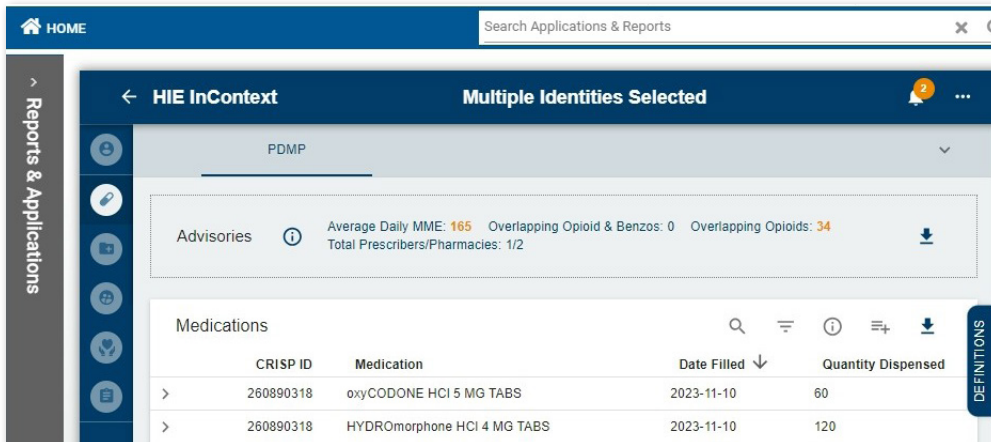 HOME
Search Applications & Reports
Reports & Applications
HIE InContext
Multiple Identities Selected
2
PDMP
Advisories
Average Daily MME: 165 Overlapping Opioid & Benzos: 0 Overlapping Opioids: 34
Total Prescribers/Pharmacies: 1/2
Medications
CRISP ID Medication Date Filled Quantity Dispensed
260890318 oxyCODONE HCl 5 MG TABS 2023-11-10 60
260890318 HYDROmorphone HCl 4 MG TABS 2023-11-10 120
DEFINITIONS